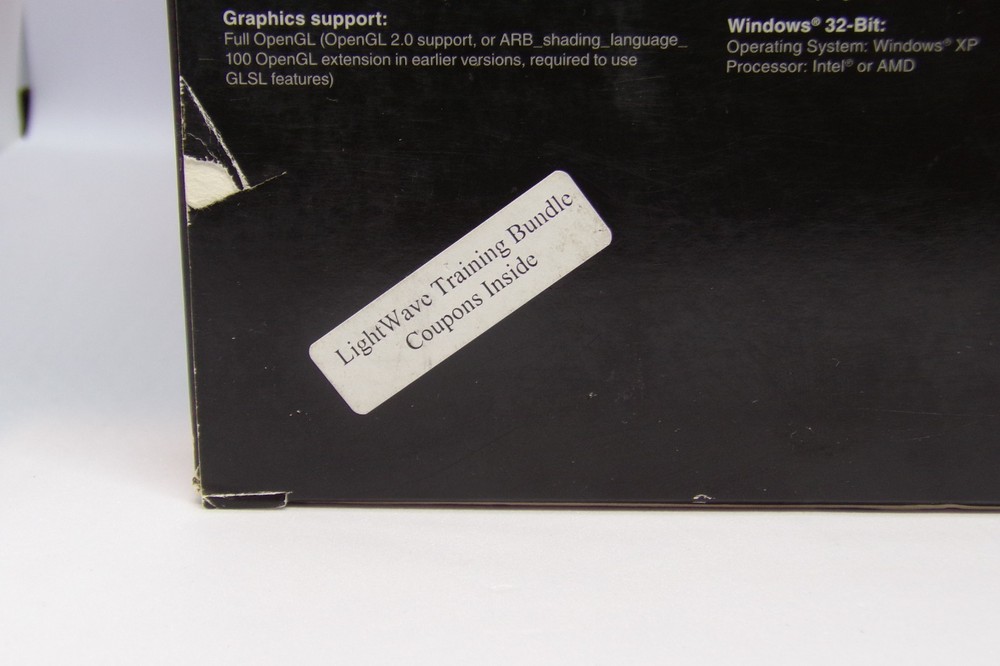 Graphics support:
Full OpenGL (OpenGL 2.0 support, or ARB_shading_language_
100 OpenGL extension in earlier versions, required to use
GLSL features)
Windows® 32-Bit:
Operating System: Windows® XP
Processor: Intel® or AMD
LightWave Training Bundle
Coupons Inside